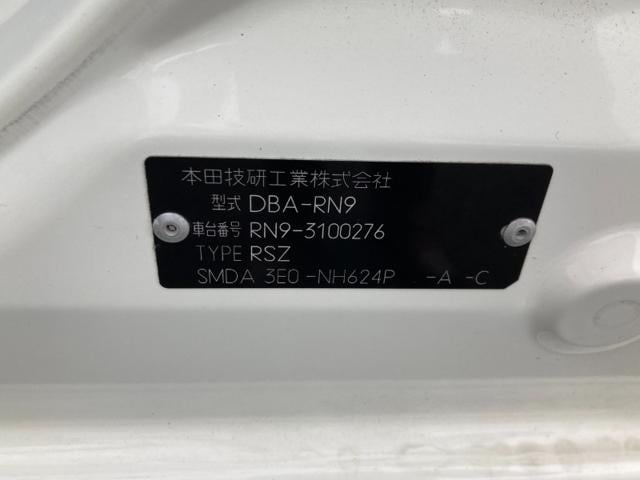 本田技研工業株式会社
型式 DBA-RN9
車台番号 RN9-3100276
TYPE RSZ
SMDA 3E0 -NH624P -A -C